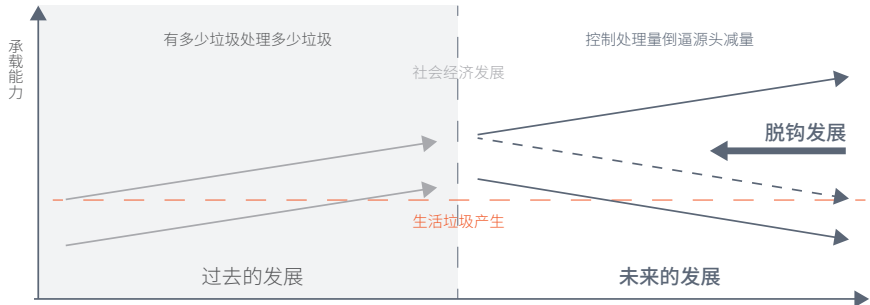 承载能力
有多少垃圾处理多少垃圾
控制处理量倒逼源头减量
社会经济发展
脱钩发展
生活垃圾产生
过去的发展
未来的发展